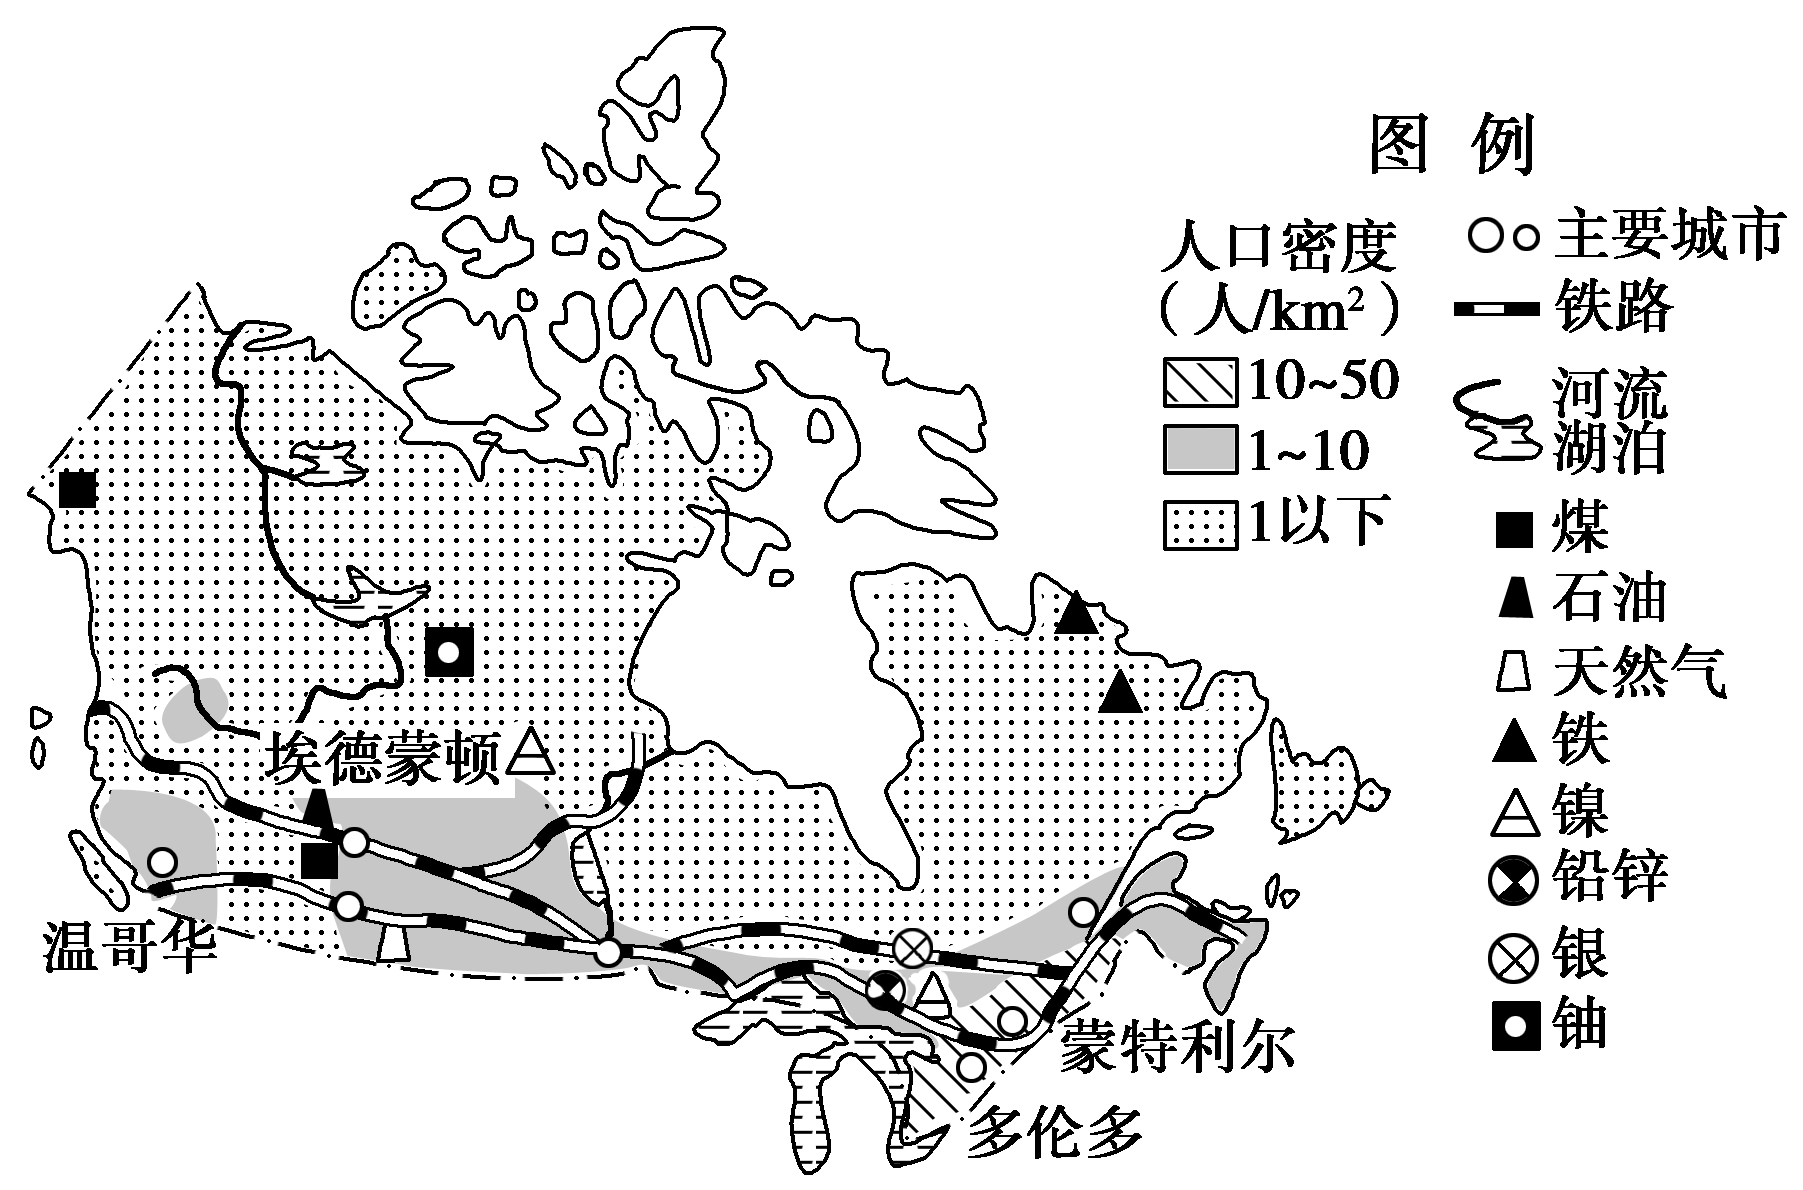 图 例
人口密度
（人/km²）
10~50
1~10
1以下
主要城市
铁路
河流
湖泊
煤
石油
天然气
铁
镍
铅锌
银
铀
埃德蒙顿
温哥华
蒙特利尔
多伦多